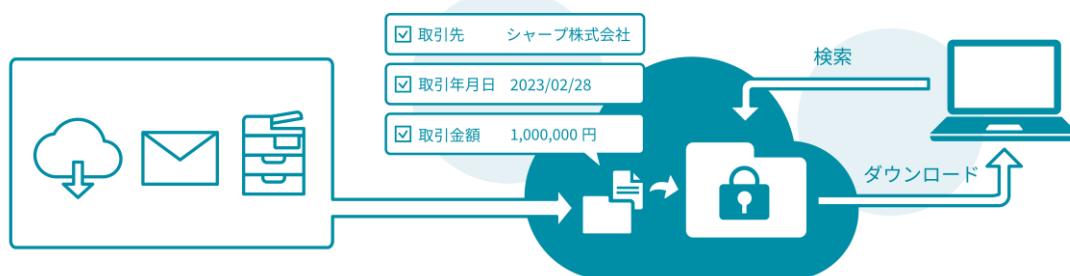 取引先 シャープ株式会社
取引年月日 2023/02/28
取引金額 1,000,000 円
検索
ダウンロード